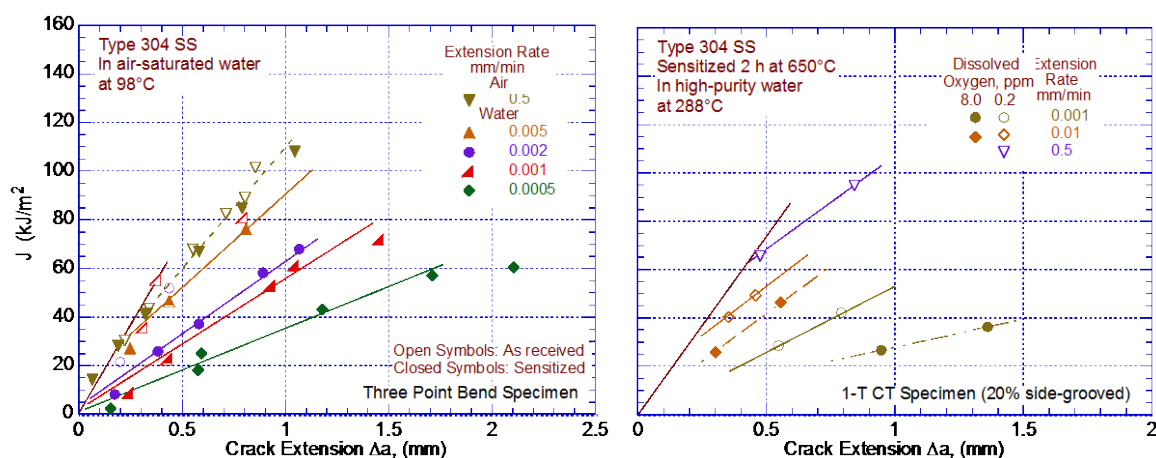 160
140
120
100
80
60
40
20
0
J (kJ/m²)
Type 304 SS
In air-saturated water
at 98°C
Extension Rate
mm/min
Air
0.5
Water
0.005
0.002
0.001
0.0005
Open Symbols: As received
Closed Symbols: Sensitized
Three Point Bend Specimen
0 0.5 1 1.5 2 2.5
Crack Extension Δa, (mm)
Type 304 SS
Sensitized 2 h at 650°C
In high-purity water
at 288°C
Dissolved Extension
Oxygen, ppm Rate
8.0 0.2 mm/min
0.001
0.01
0.5
1-T CT Specimen (20% side-grooved)
0 0.5 1 1.5 2
Crack Extension Δa, (mm)